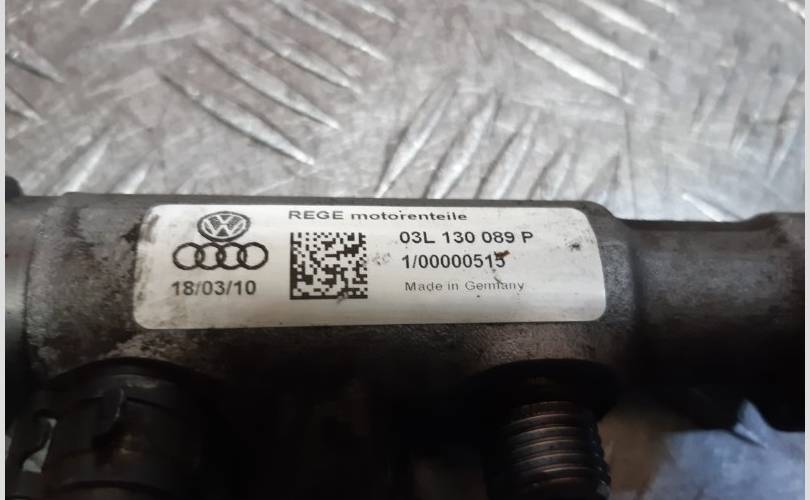 REGE motorenteile
03L 130 089 P
1/00000515
18/03/10
Made in Germany